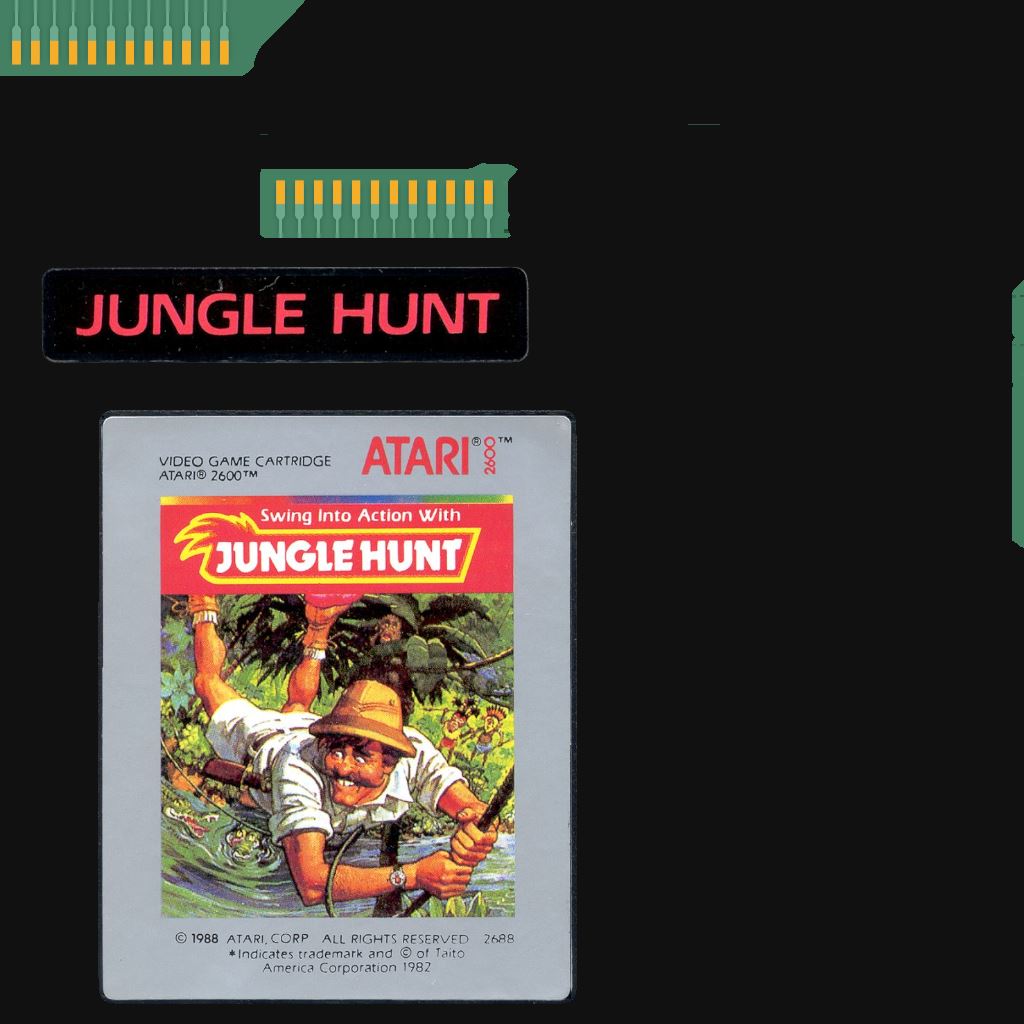 JUNGLE HUNT
VIDEO GAME CARTRIDGE
ATARI® 2600™
ATARI® 2600™
Swing Into Action With
JUNGLE HUNT
© 1988 ATARI, CORP ALL RIGHTS RESERVED 2688
*Indicates trademark and © of Taito
America Corporation 1982